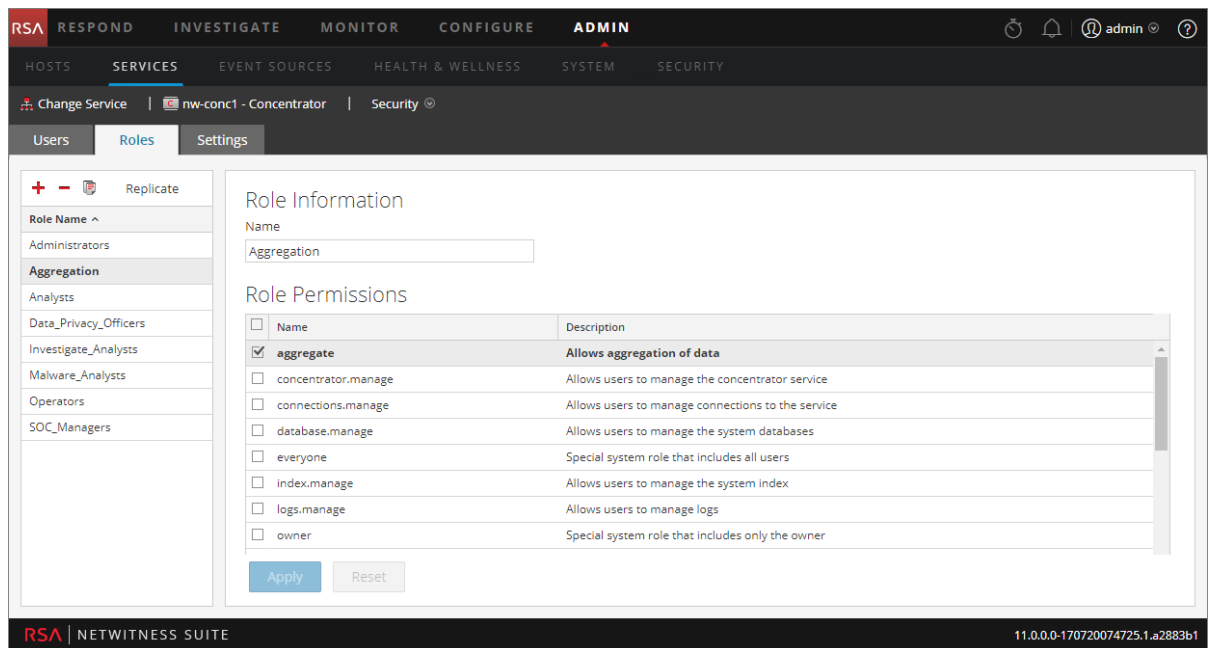 RSA RESPOND INVESTIGATE MONITOR CONFIGURE ADMIN admin ?
HOSTS SERVICES EVENT SOURCES HEALTH & WELLNESS SYSTEM SECURITY
Change Service | C nw-conc1 - Concentrator | Security
Users Roles Settings
Replicate
Role Name
Administrators
Aggregation
Analysts
Data_Privacy_Officers
Investigate_Analysts
Malware_Analysts
Operators
SOC_Managers
Role Information
Name
Aggregation
Role Permissions
Name Description
aggregate Allows aggregation of data
concentrator.manage Allows users to manage the concentrator service
connections.manage Allows users to manage connections to the service
database.manage Allows users to manage the system databases
everyone Special system role that includes all users
index.manage Allows users to manage the system index
logs.manage Allows users to manage logs
owner Special system role that includes only the owner
Apply Reset
RSA | NETWITNESS SUITE 11.0.0.0-170720074725.1.a2883b1